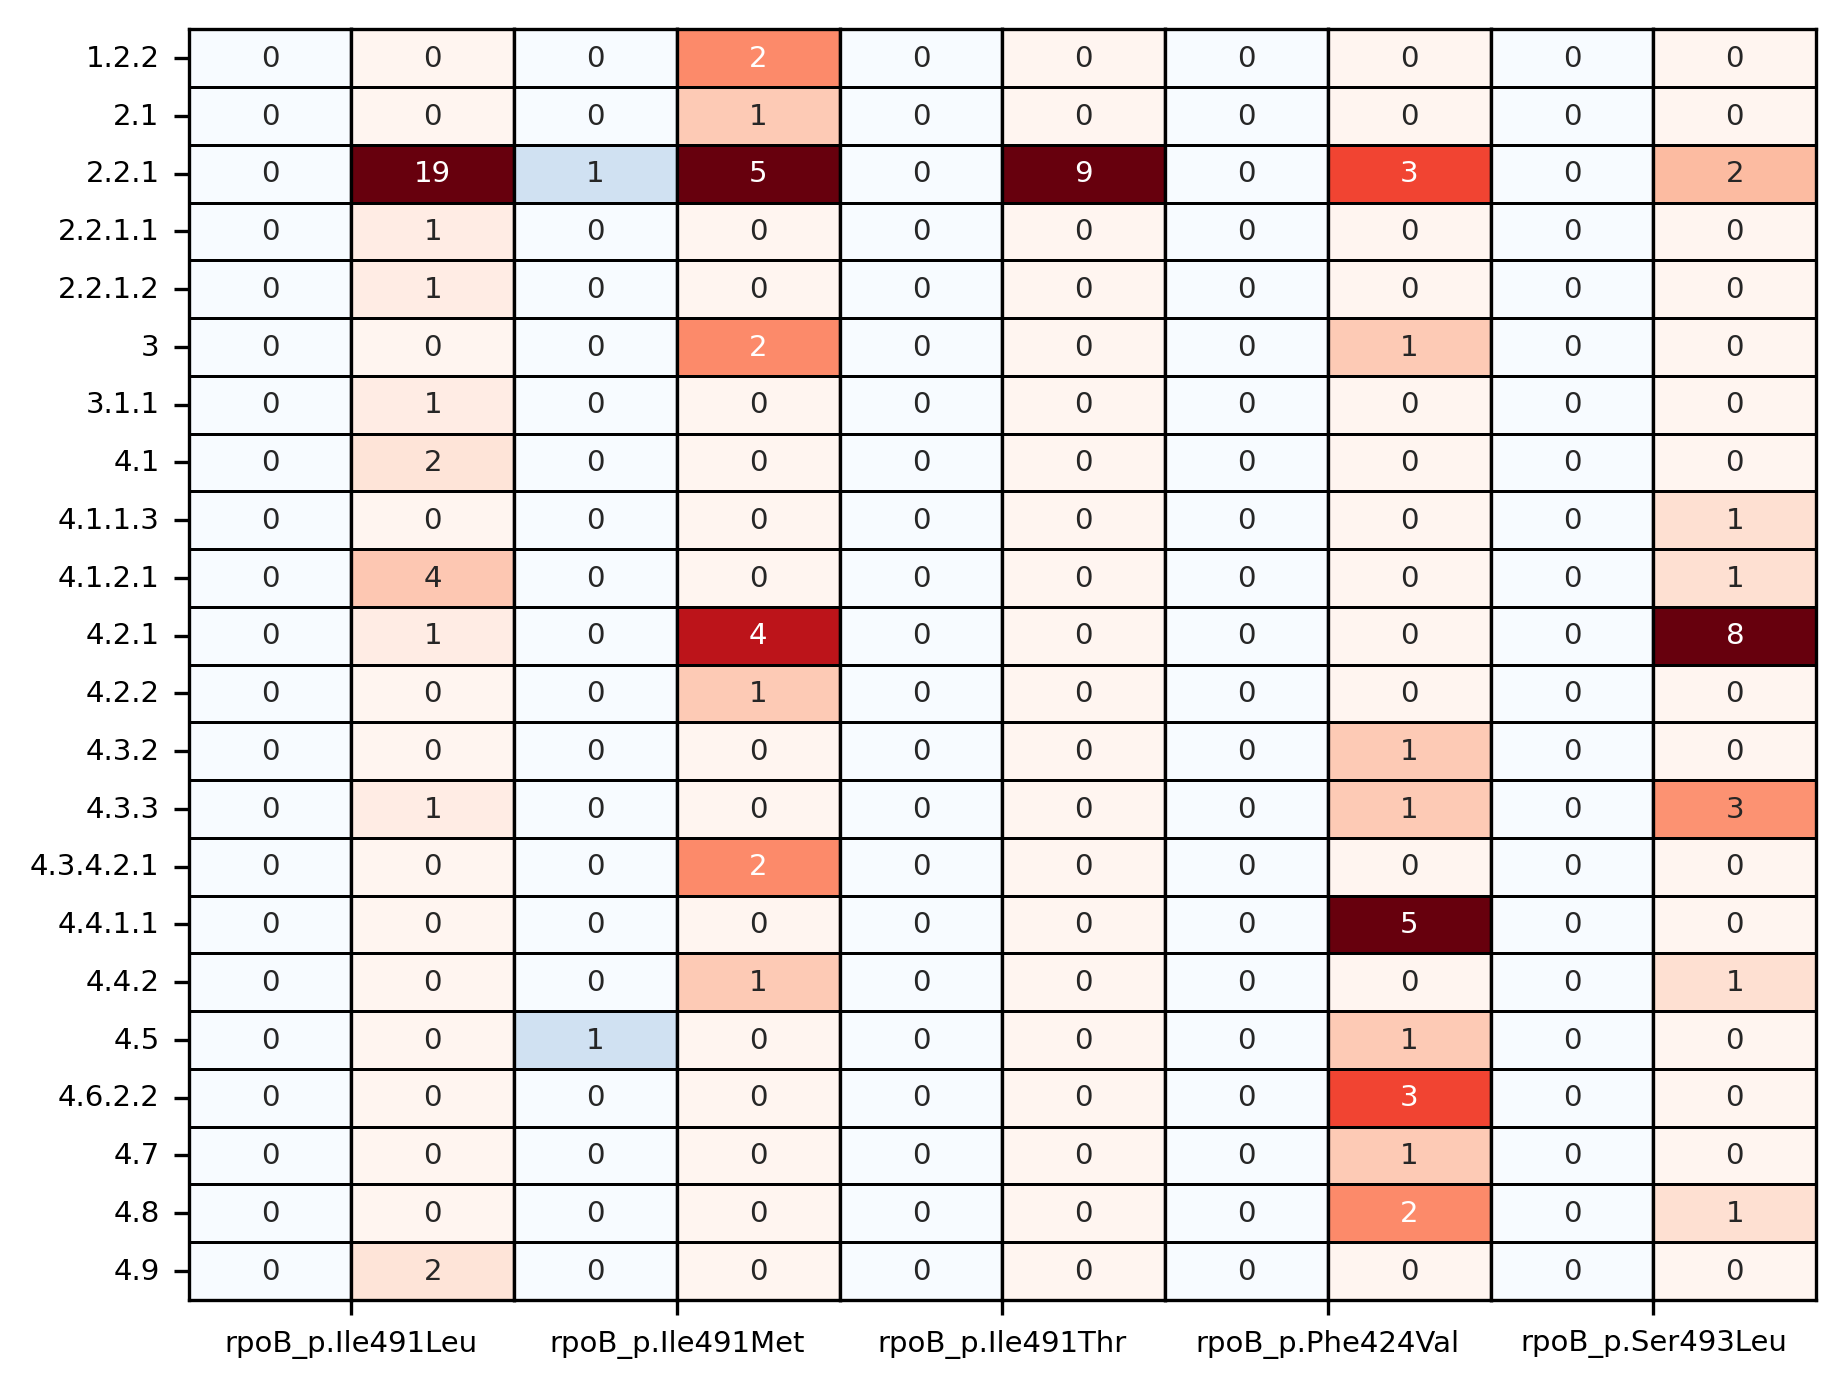 1.2.2 0 0 0 2 0 0 0 0 0 0
2.1 0 0 0 1 0 0 0 0 0 0
2.2.1 0 19 1 5 0 9 0 3 0 2
2.2.1.1 0 1 0 0 0 0 0 0 0 0
2.2.1.2 0 1 0 0 0 0 0 0 0 0
3 0 0 0 2 0 0 0 1 0 0
3.1.1 0 1 0 0 0 0 0 0 0 0
4.1 0 2 0 0 0 0 0 0 0 0
4.1.1.3 0 0 0 0 0 0 0 0 0 1
4.1.2.1 0 4 0 0 0 0 0 0 0 1
4.2.1 0 1 0 4 0 0 0 0 0 8
4.2.2 0 0 0 1 0 0 0 0 0 0
4.3.2 0 0 0 0 0 0 0 1 0 0
4.3.3 0 1 0 0 0 0 0 1 0 3
4.3.4.2.1 0 0 0 2 0 0 0 0 0 0
4.4.1.1 0 0 0 0 0 0 0 5 0 0
4.4.2 0 0 0 1 0 0 0 0 0 1
4.5 0 0 1 0 0 0 0 1 0 0
4.6.2.2 0 0 0 0 0 0 0 3 0 0
4.7 0 0 0 0 0 0 0 1 0 0
4.8 0 0 0 0 0 0 0 2 0 1
4.9 0 2 0 0 0 0 0 0 0 0
rpoB_p.Ile491Leu rpoB_p.Ile491Met rpoB_p.Ile491Thr rpoB_p.Phe424Val rpoB_p.Ser493Leu